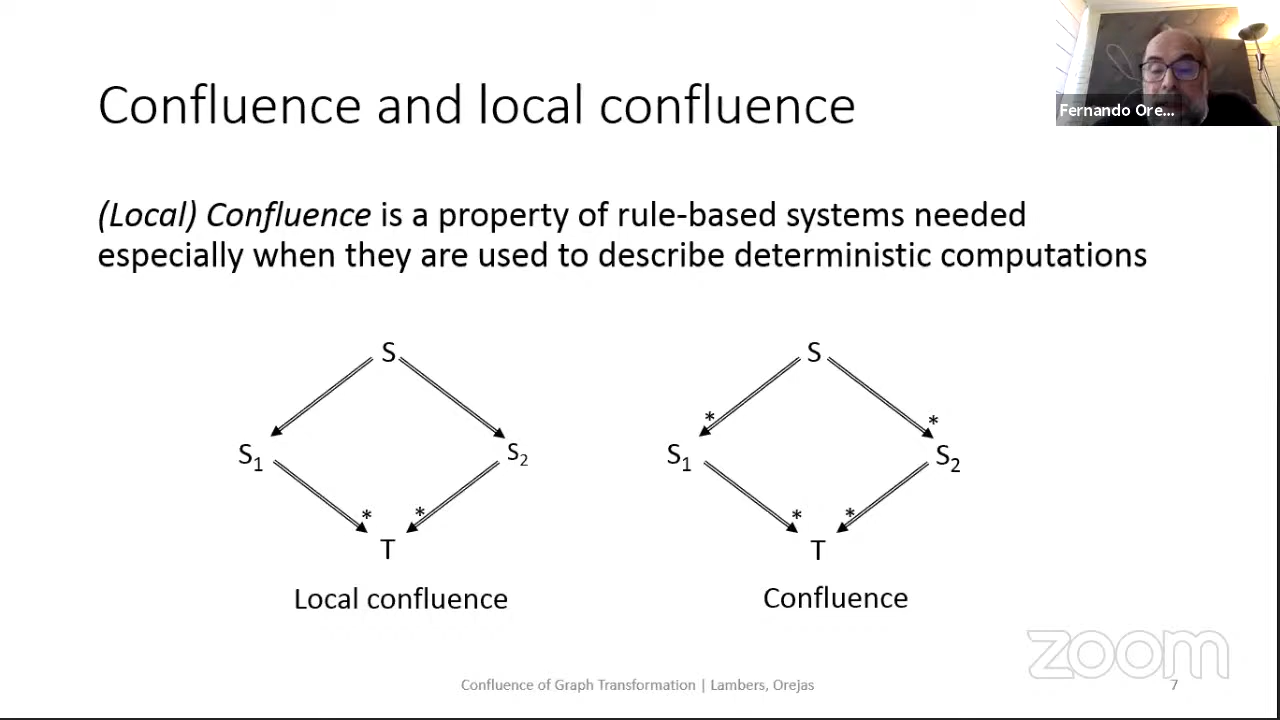 Confluence and local confluence
Fernando Ore...
(Local) Confluence is a property of rule-based systems needed
especially when they are used to describe deterministic computations
S
S
* *
S1 S2
S1 S2
* *
* *
T
T
Local confluence
Confluence
zoom
Confluence of Graph Transformation | Lambers, Orejas
7